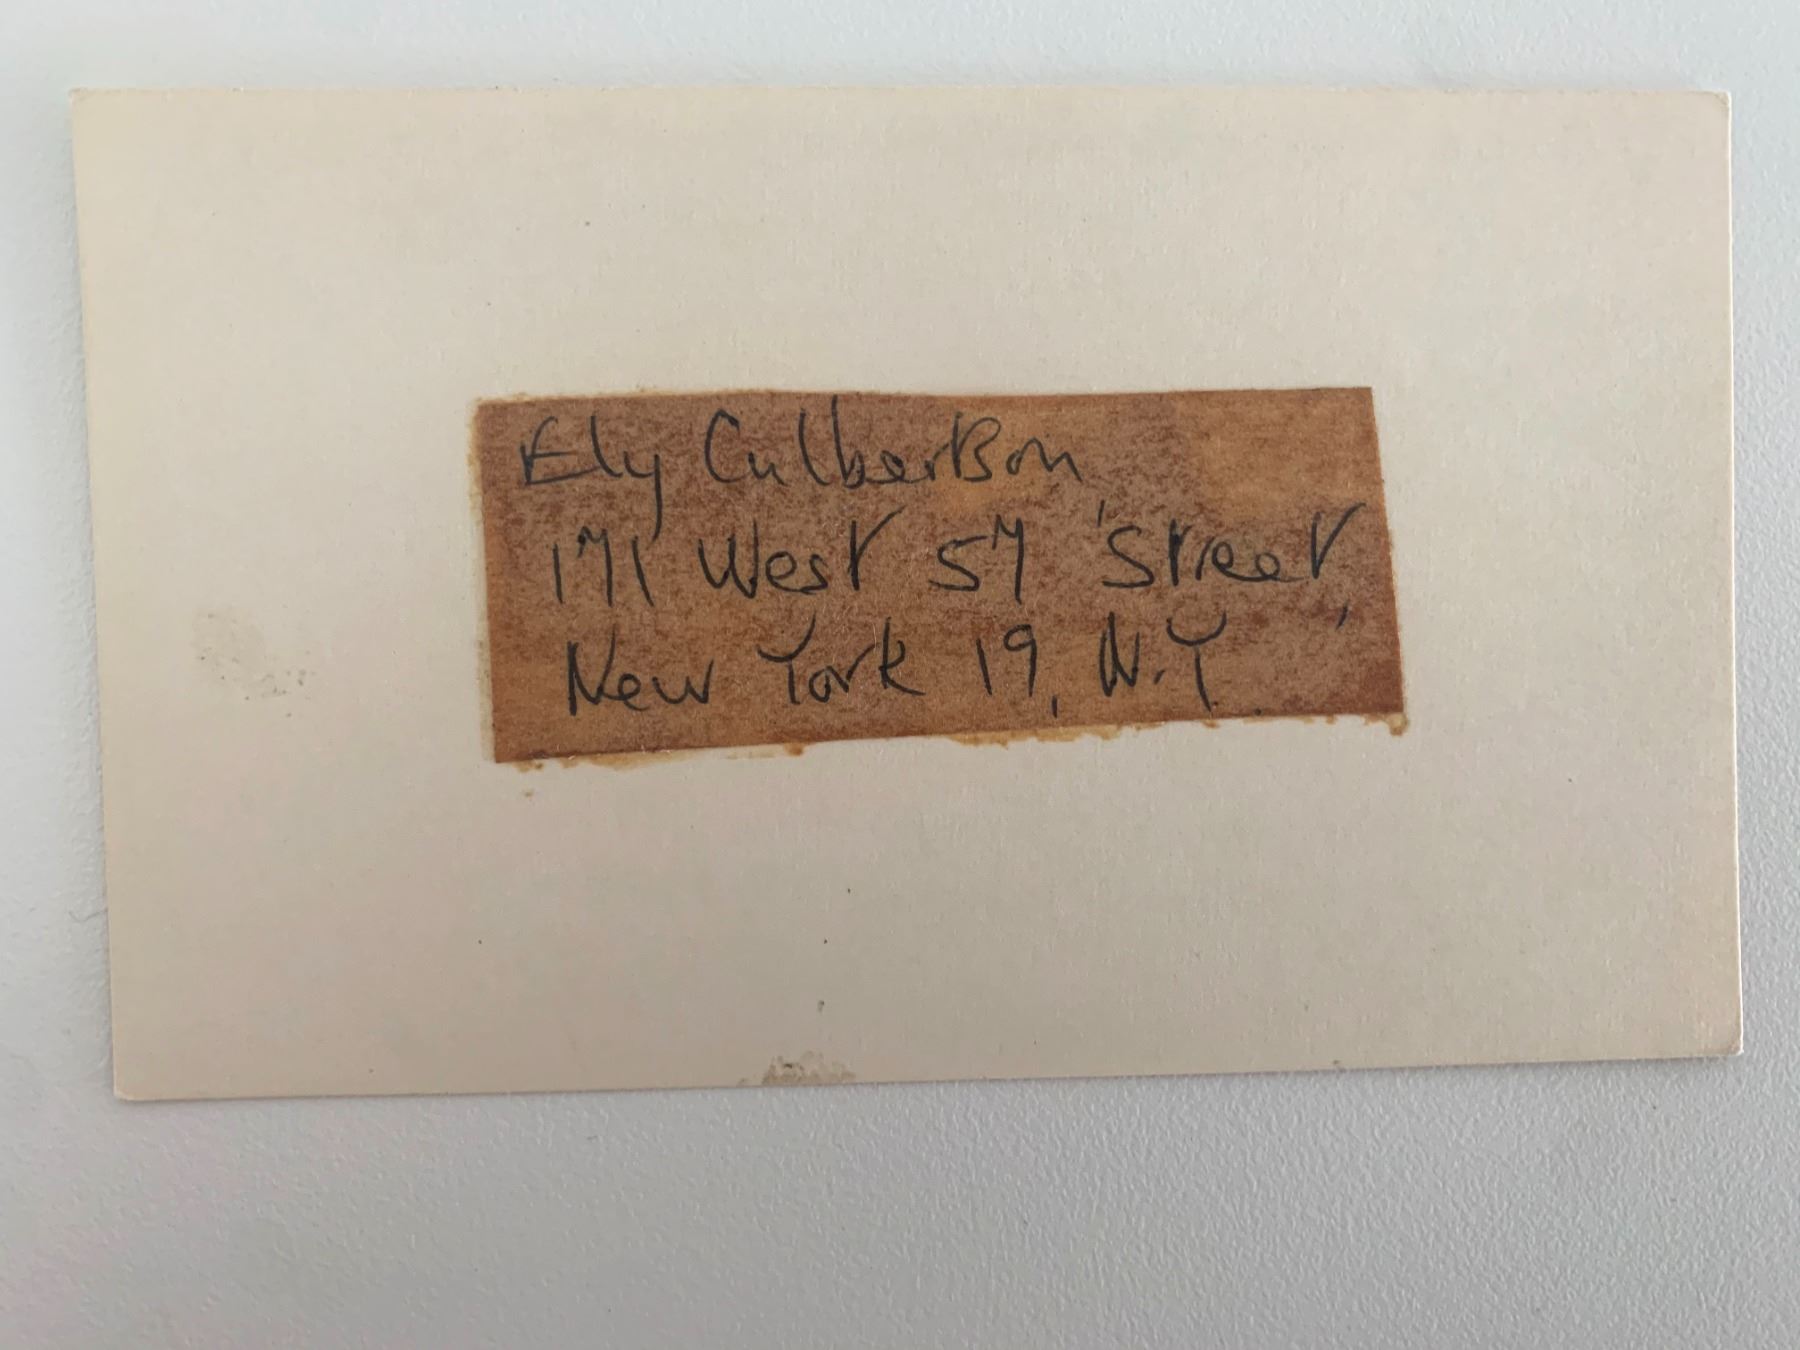 Ely Culbertson
171 West 57 Street,
New York 19, N.Y.